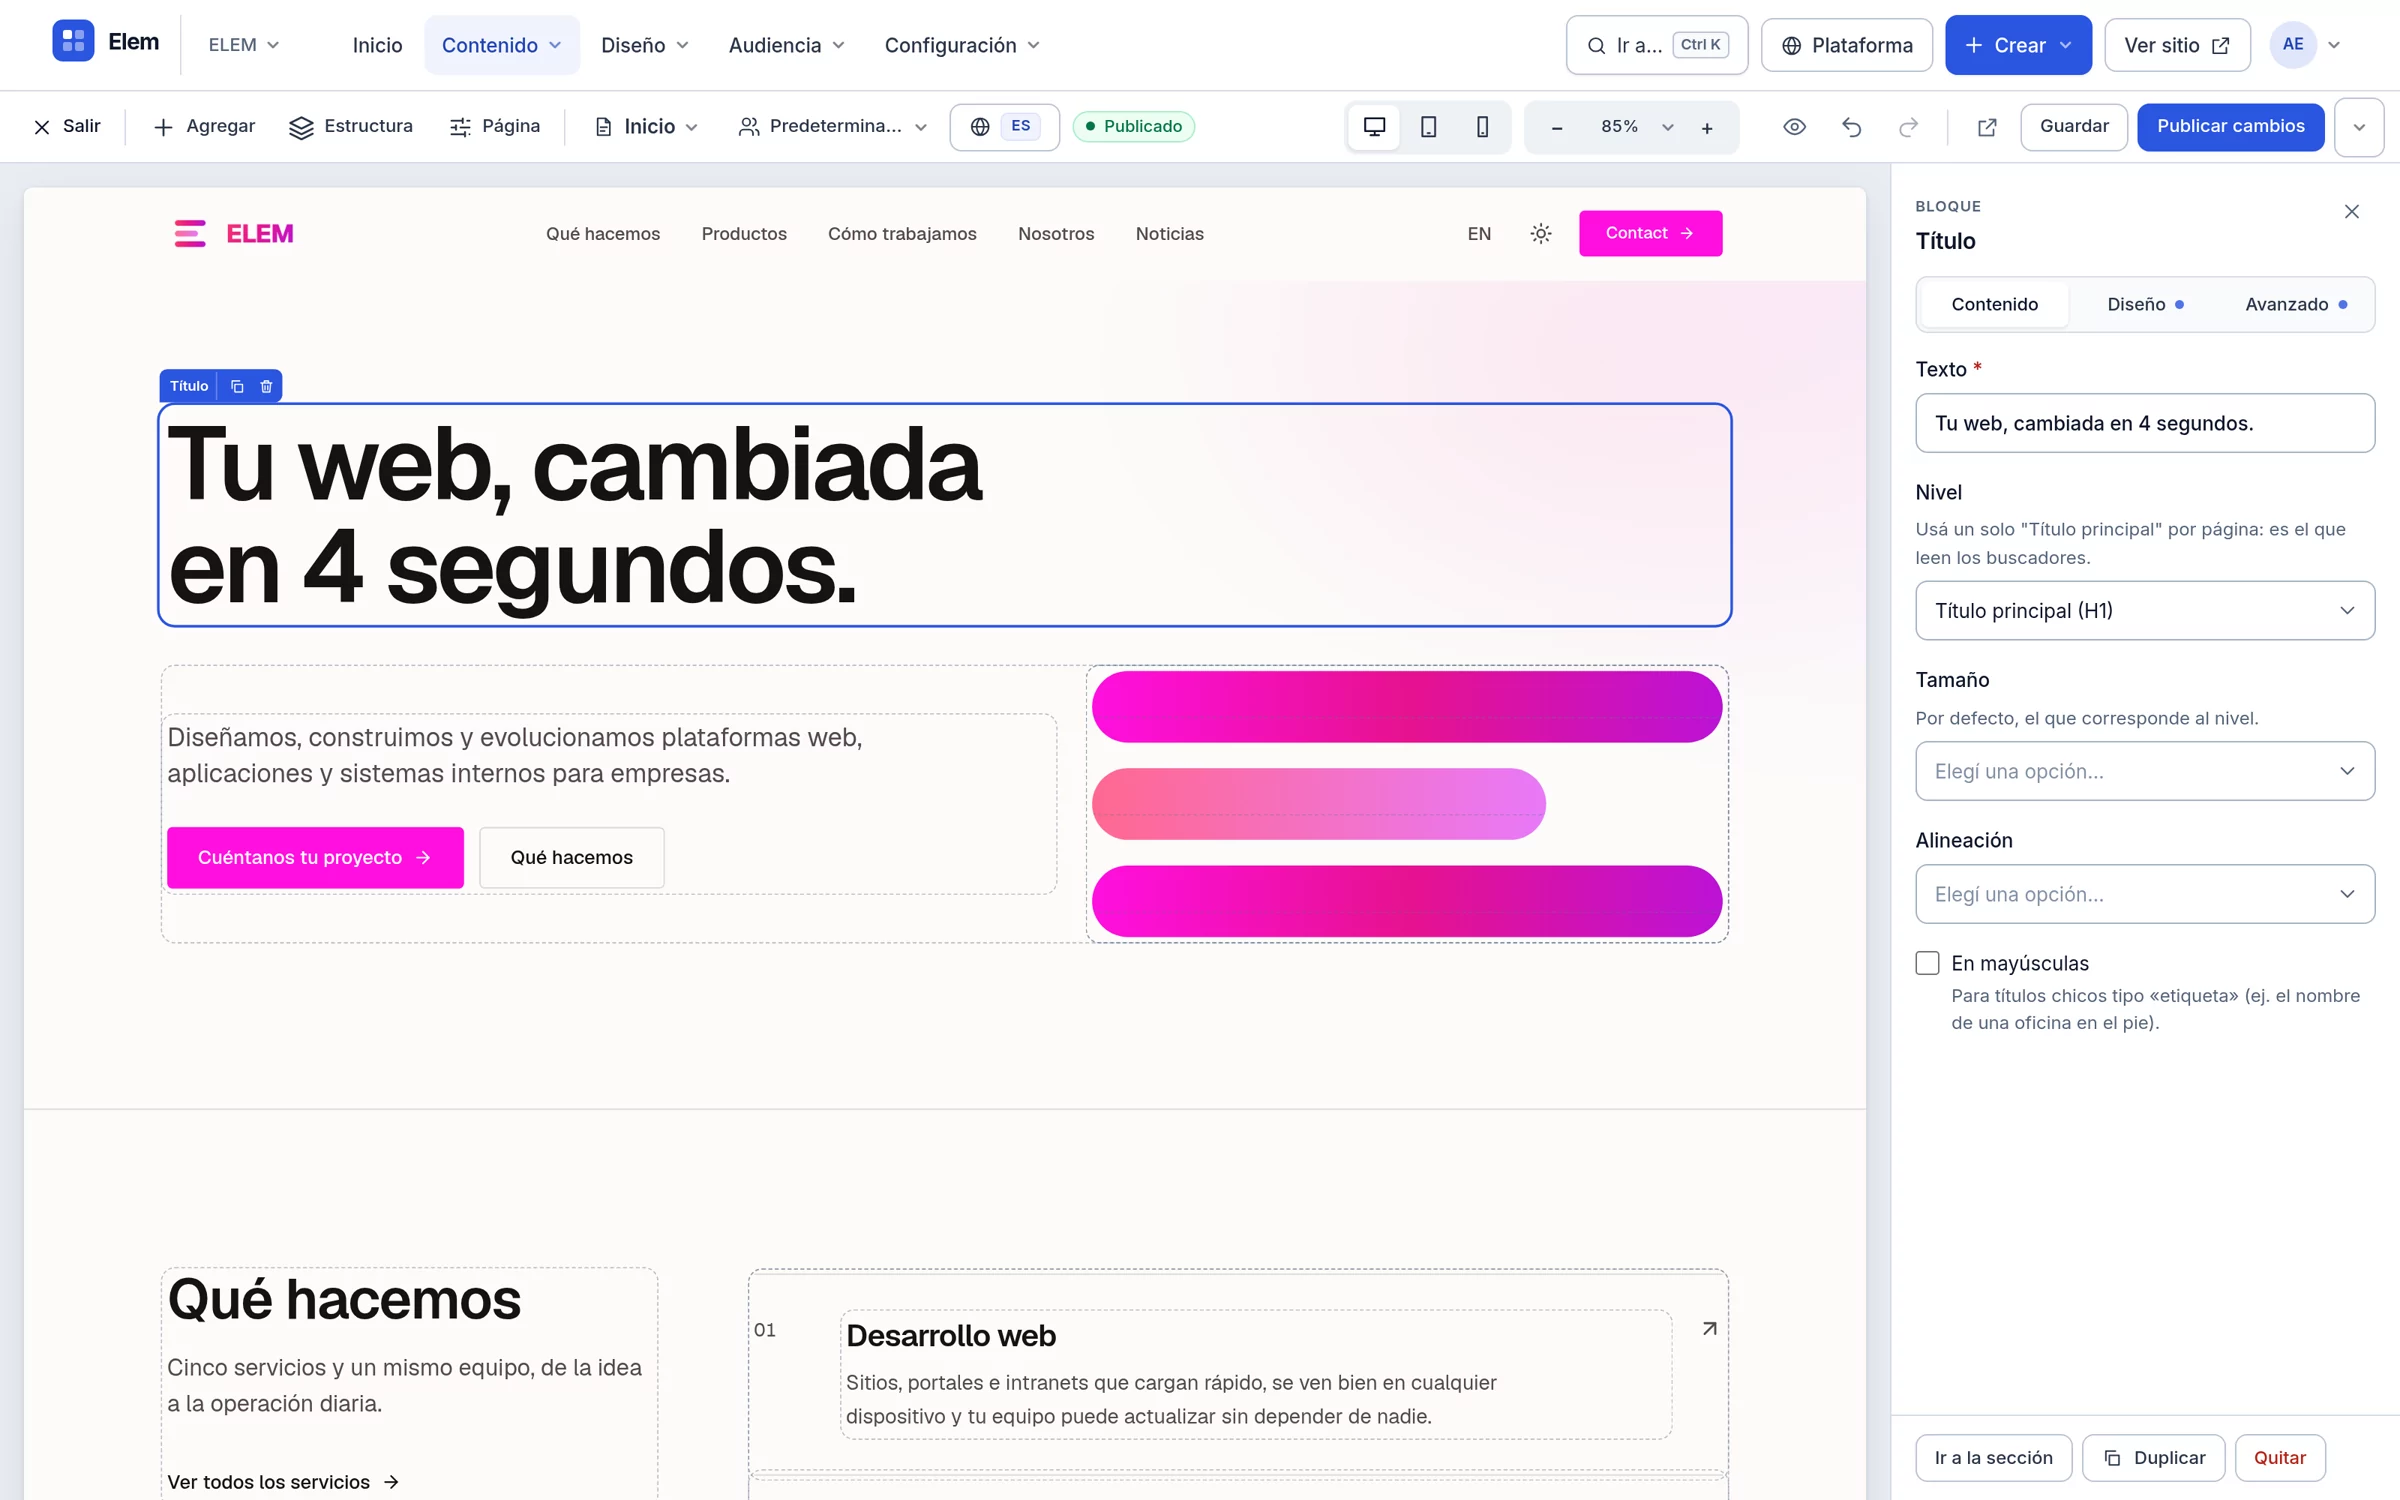 Elem
ELEM
Inicio
Contenido
Diseño
Audiencia
Configuración
Ir a...
Ctrl K
Plataforma
Crear
Ver sitio
AE
Salir
Agregar
Estructura
Página
Inicio
Predetermina...
ES
Publicado
85%
Guardar
Publicar cambios
ELEM
Qué hacemos
Productos
Cómo trabajamos
Nosotros
Noticias
EN
Contact
Título
Tu web, cambiada
en 4 segundos.
Diseñamos, construimos y evolucionamos plataformas web,
aplicaciones y sistemas internos para empresas.
Cuéntanos tu proyecto
Qué hacemos
Qué hacemos
Cinco servicios y un mismo equipo, de la idea
a la operación diaria.
Ver todos los servicios
01
Desarrollo web
Sitios, portales e intranets que cargan rápido, se ven bien en cualquier
dispositivo y tu equipo puede actualizar sin depender de nadie.
BLOQUE
Título
Contenido
Diseño
Avanzado
Texto *
Tu web, cambiada en 4 segundos.
Nivel
Usá un solo "Título principal" por página: es el que
leen los buscadores.
Título principal (H1)
Tamaño
Por defecto, el que corresponde al nivel.
Elegí una opción...
Alineación
Elegí una opción...
En mayúsculas
Para títulos chicos tipo «etiqueta» (ej. el nombre
de una oficina en el pie).
Ir a la sección
Duplicar
Quitar